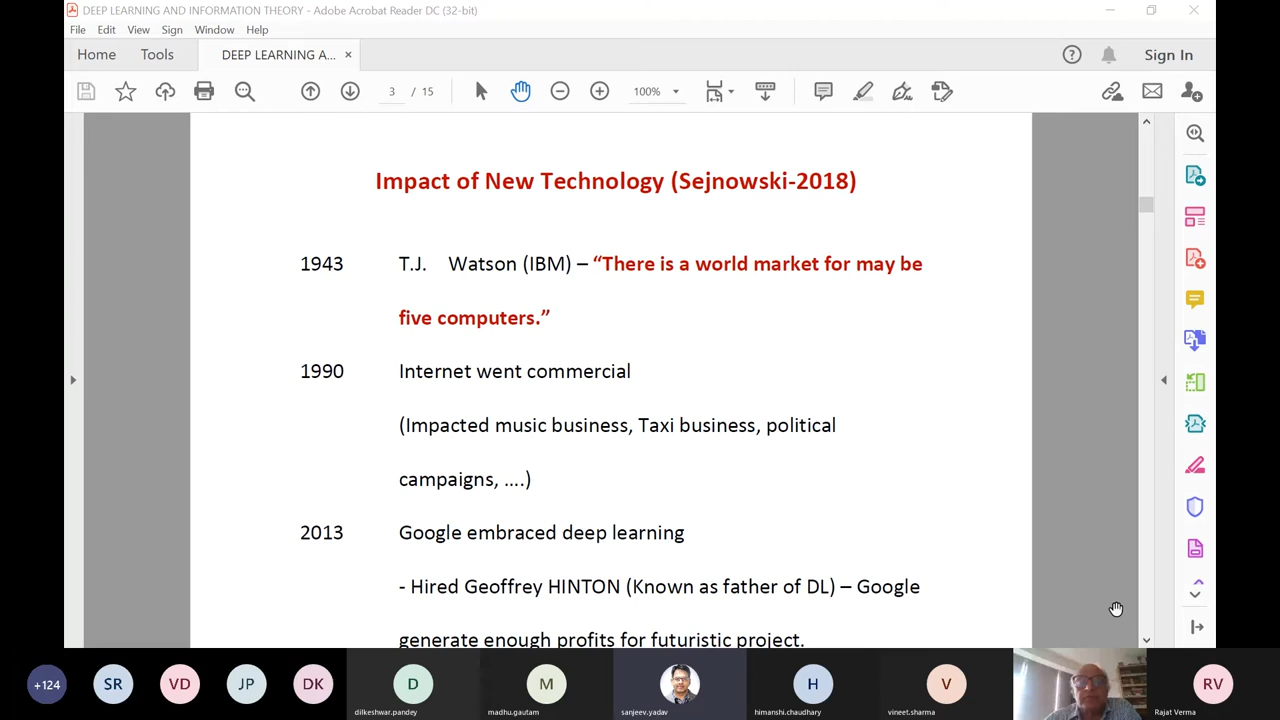 DEEP LEARNING AND INFORMATION THEORY - Adobe Acrobat Reader DC (32-bit)
File Edit View Sign Window Help
Home Tools DEEP LEARNING A... × Sign In
3 / 15 100%
Impact of New Technology (Sejnowski-2018)
1943 T.J. Watson (IBM) – “There is a world market for may be
five computers.”
1990 Internet went commercial
(Impacted music business, Taxi business, political
campaigns, ….)
2013 Google embraced deep learning
- Hired Geoffrey HINTON (Known as father of DL) – Google
generate enough profits for futuristic project.
+124 SR VD JP DK D M H V RV
dilkeshwar.pandey madhu.gautam sanjeev.yadav himanshi.chaudhary vineet.sharma Rajat Verma